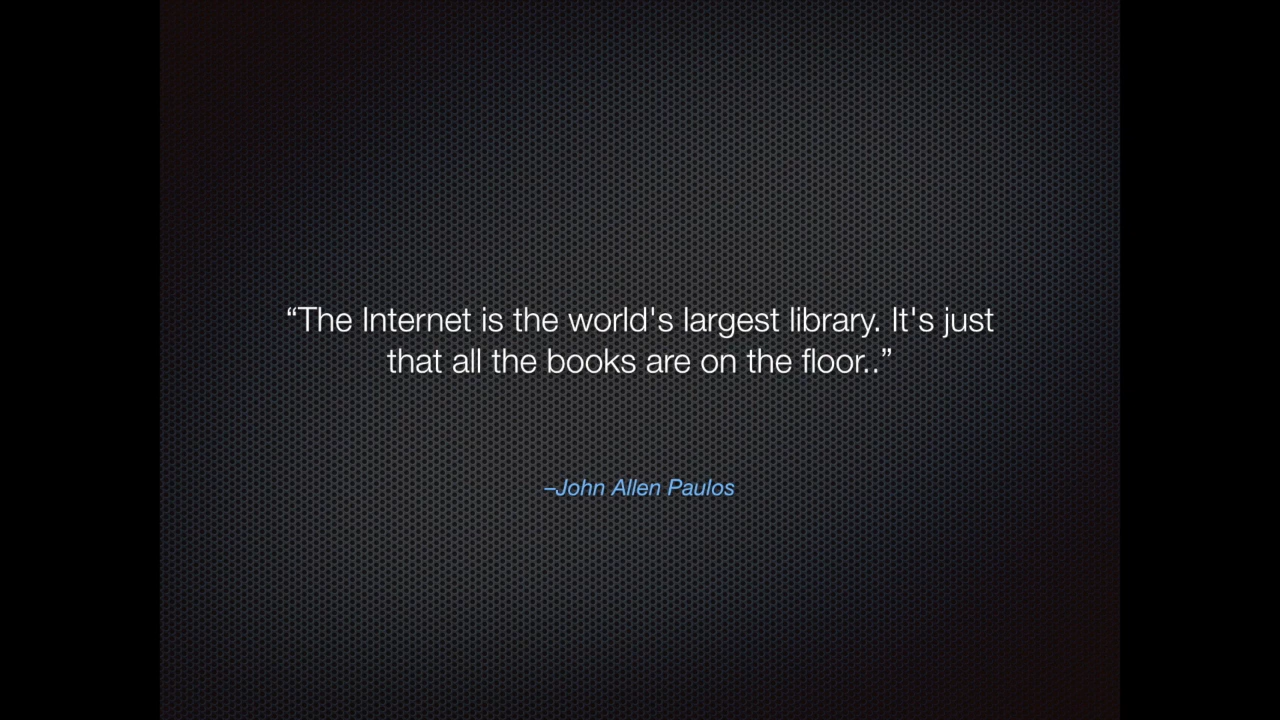 “The Internet is the world's largest library. It's just
that all the books are on the floor..”
–John Allen Paulos